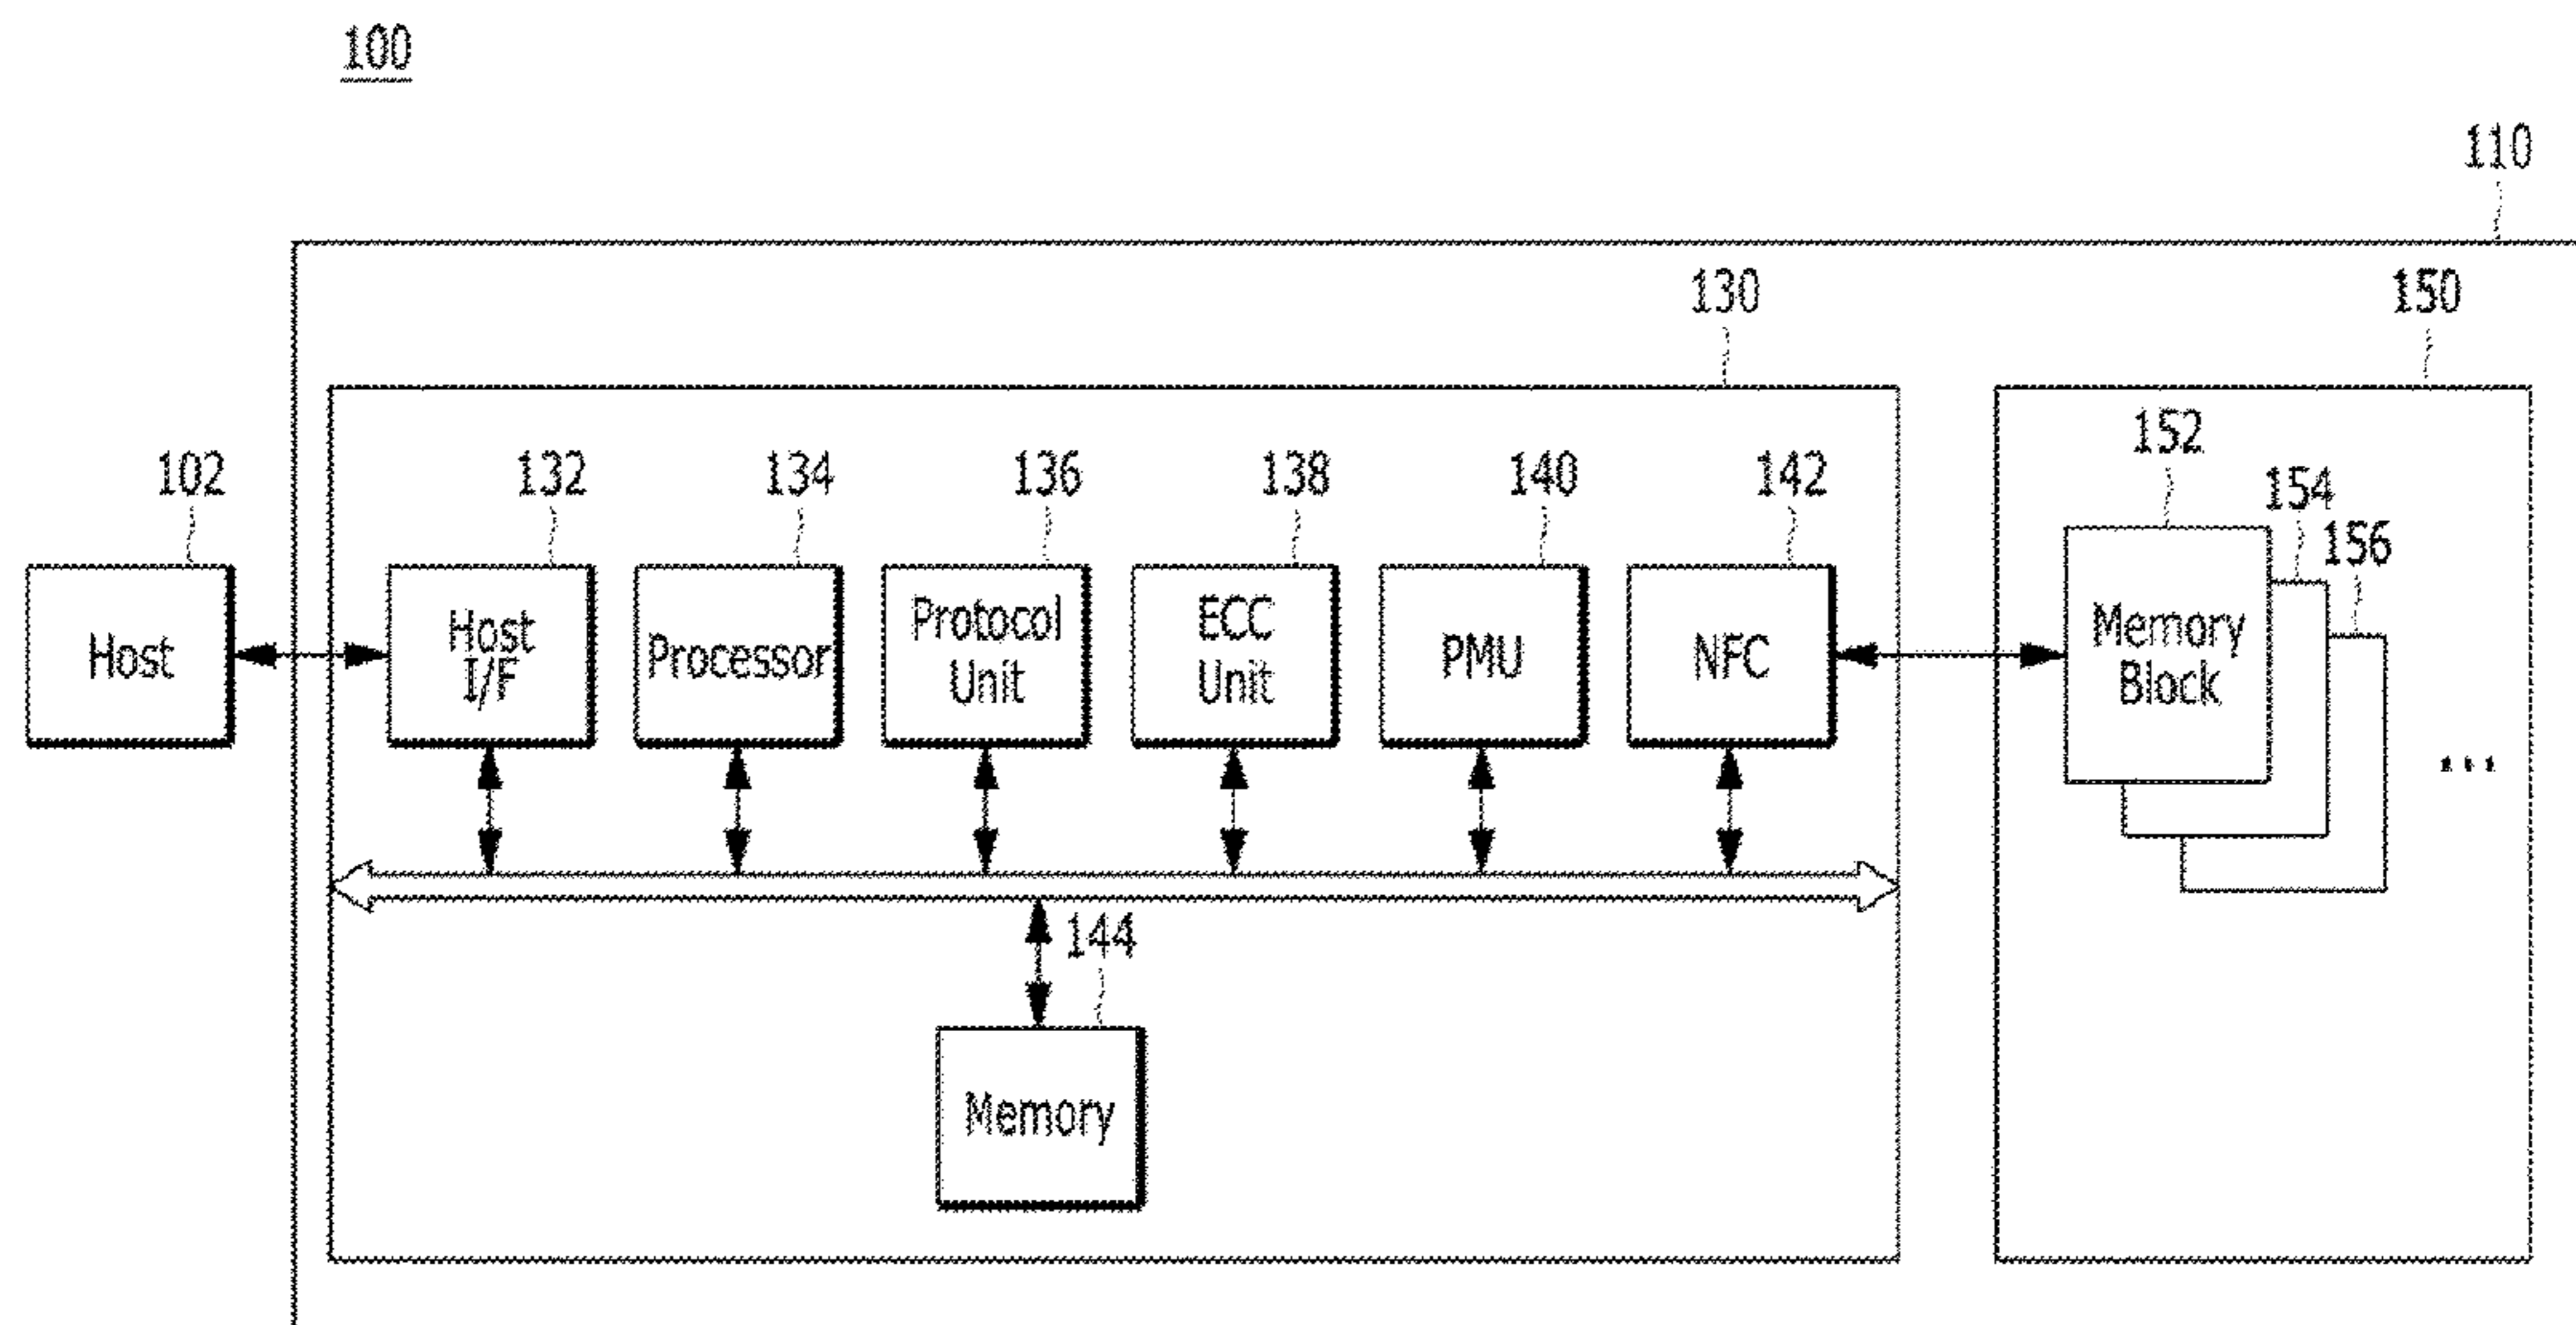 100
110
130
150
152
102
132
134
136
138
140
142
154
156
Host
Host
I/F
Processor
Protocol
Unit
ECC
Unit
PMU
NFC
Memory
Block
...
144
Memory